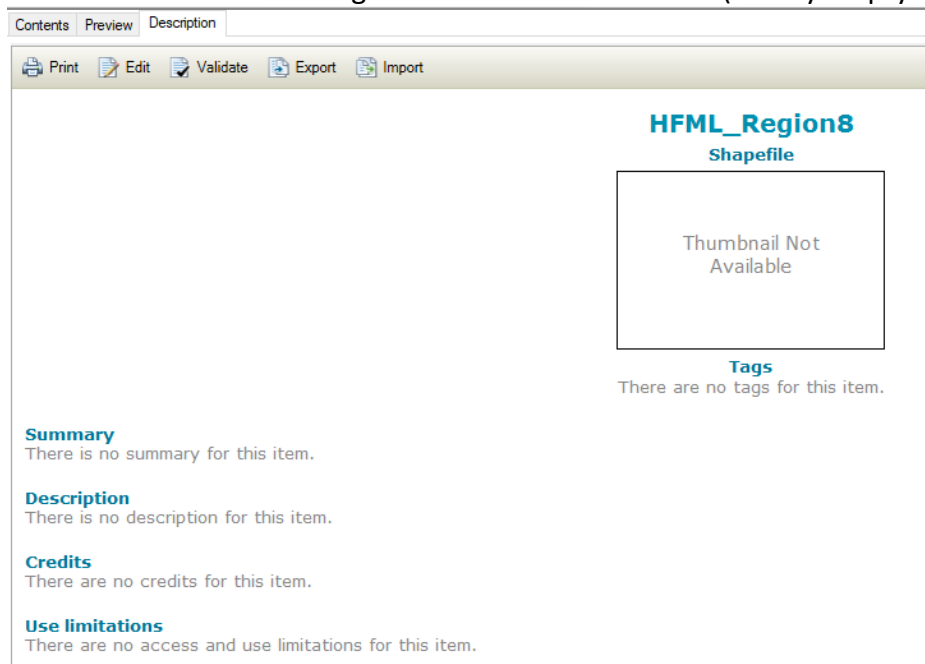 Contents Preview Description
Print Edit Validate Export Import
HFML_Region8
Shapefile
Thumbnail Not
Available
Tags
There are no tags for this item.
Summary
There is no summary for this item.
Description
There is no description for this item.
Credits
There are no credits for this item.
Use limitations
There are no access and use limitations for this item.